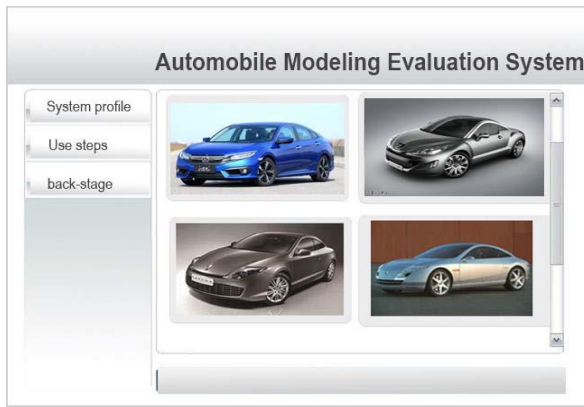 Automobile Modeling Evaluation System
System profile
Use steps
back-stage